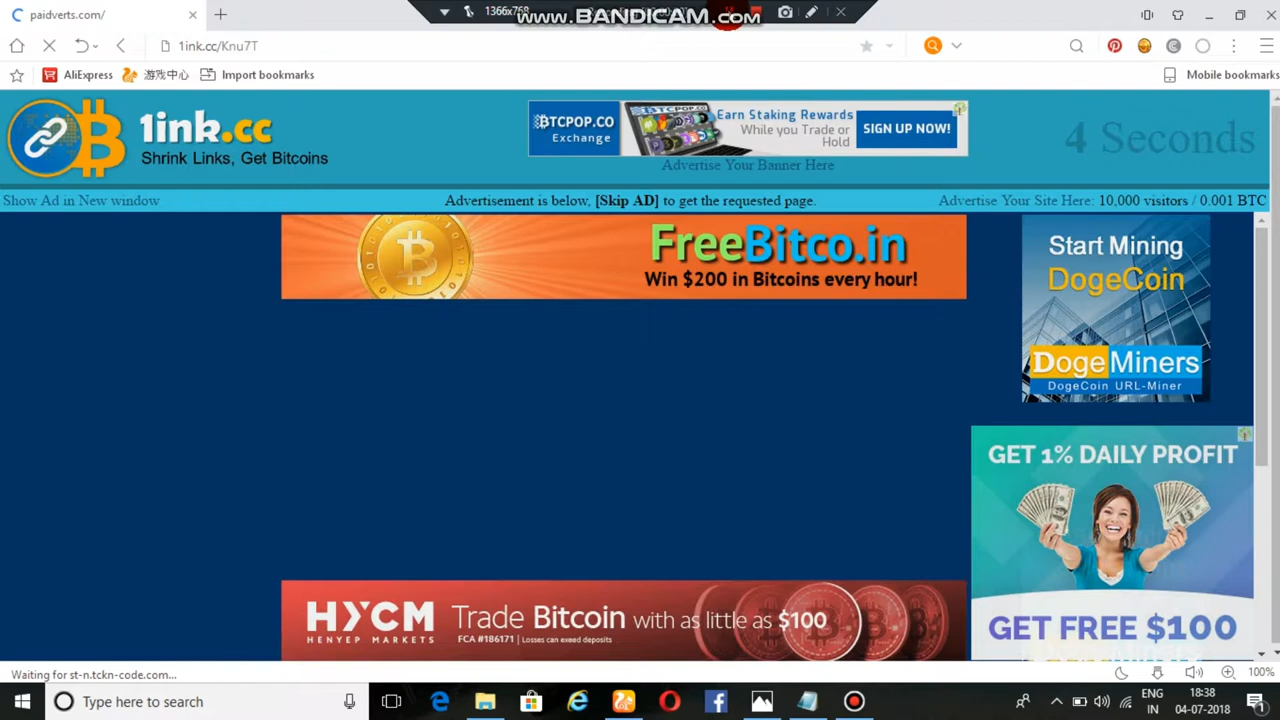 paidverts.com/
1366x768
www.BANDICAM.com
1ink.cc/Knu7T
AliExpress
游戏中心
Import bookmarks
Mobile bookmarks
1ink.cc
Shrink Links, Get Bitcoins
BTCPOP.CO
Exchange
Earn Staking Rewards
While you Trade or
Hold
SIGN UP NOW!
Advertise Your Banner Here
4 Seconds
Show Ad in New window
Advertisement is below, [Skip AD] to get the requested page.
Advertise Your Site Here: 10,000 visitors / 0.001 BTC
FreeBitco.in
Win $200 in Bitcoins every hour!
Start Mining
DogeCoin
DogeMiners
DogeCoin URL-Miner
GET 1% DAILY PROFIT
GET FREE $100
HYCM
HENYEP MARKETS
Trade Bitcoin with as little as $100
FCA #186171 | Losses can exeed deposits
Waiting for st-n.tckn-code.com...
100%
Type here to search
ENG
IN
18:38
04-07-2018
1